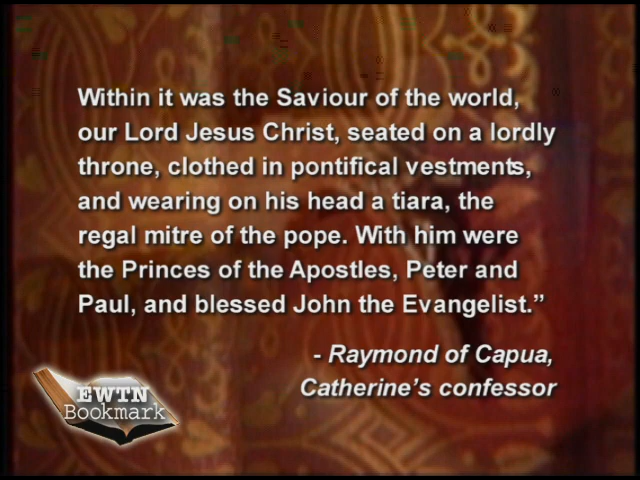 Within it was the Saviour of the world,
our Lord Jesus Christ, seated on a lordly
throne, clothed in pontifical vestments,
and wearing on his head a tiara, the
regal mitre of the pope. With him were
the Princes of the Apostles, Peter and
Paul, and blessed John the Evangelist.”
- Raymond of Capua,
Catherine’s confessor
EWTN
Bookmark